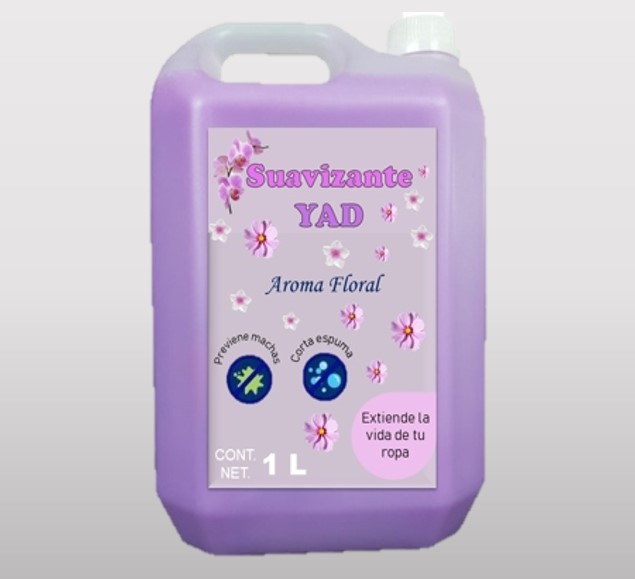 Suavizante
YAD
Aroma Floral
Previene machas
Corta espuma
Extiende la
vida de tu
ropa
CONT.
NET.
1 L